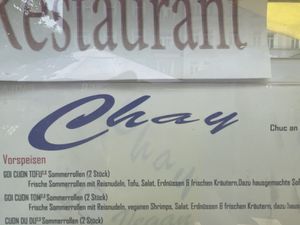 Restaurant
Chay
Chuc an
Vorspeisen
GOI CUON TOFU Sommerrollen (2 Stück)
Frische Sommerrollen mit Reisnudeln, Tofu, Salat, Erdnüssen & frischen Kräutern,Dazu hausgemachte
GOI CUON TOM Sommerrollen (2 Stück)
Frische Sommerrollen mit Reisnudeln, veganen Shrimps, Salat, Erdnüssen & frischen Kräutern, dazu
CUON DU DU Sommerrollen (2 Stück)